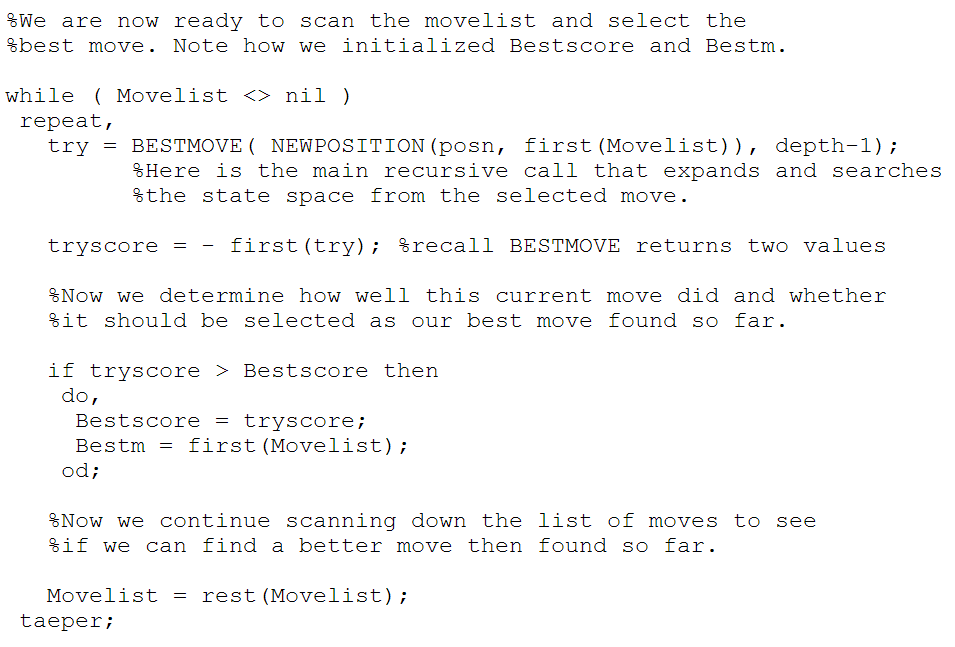 %We are now ready to scan the movelist and select the
%best move. Note how we initialized Bestscore and Bestm.
while ( Movelist <> nil )
repeat,
try = BESTMOVE( NEWPOSITION(posn, first(Movelist)), depth-1);
%Here is the main recursive call that expands and searches
%the state space from the selected move.
tryscore = - first(try); %recall BESTMOVE returns two values
%Now we determine how well this current move did and whether
%it should be selected as our best move found so far.
if tryscore > Bestscore then
do,
Bestscore = tryscore;
Bestm = first(Movelist);
od;
%Now we continue scanning down the list of moves to see
%if we can find a better move then found so far.
Movelist = rest(Movelist);
taeper;